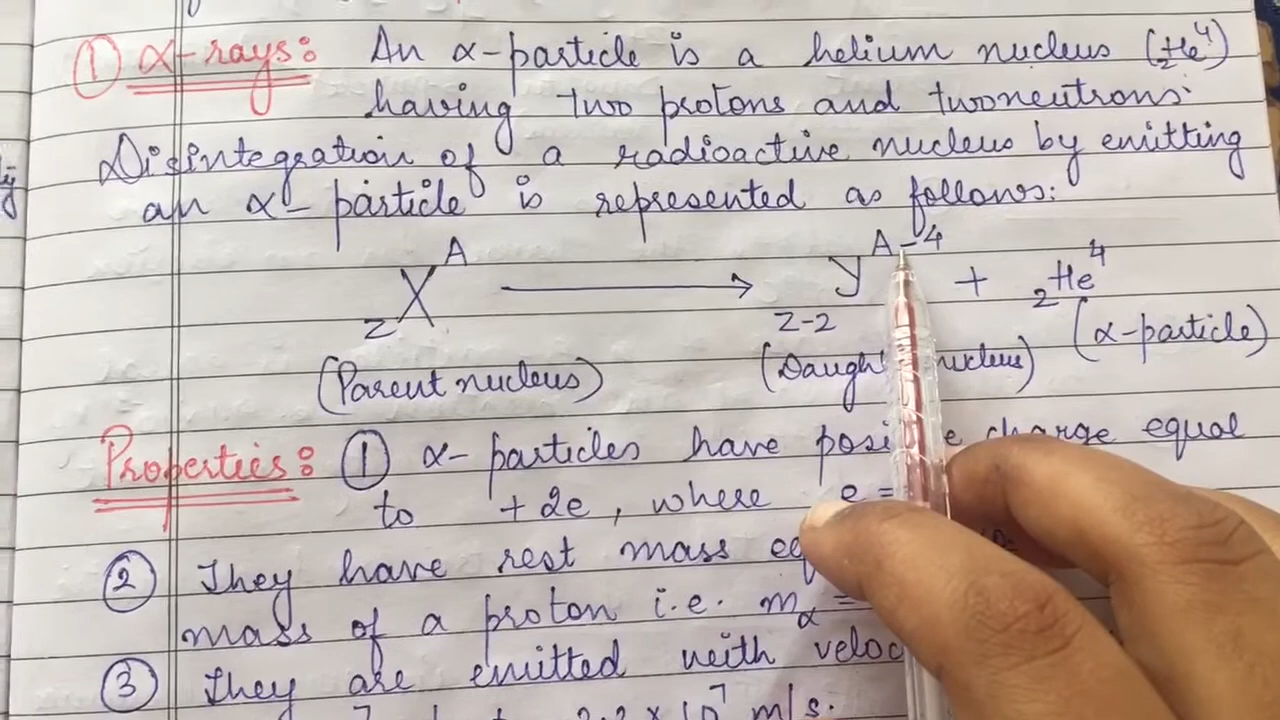 ① α-rays: An α-particle is a helium nucleus (₂He⁴)
having two protons and two neutrons.
Disintegration of a radioactive nucleus by emitting
an α-particle is represented as follows:
zXᴬ ⟶ z-2Yᴬ⁻⁴ + ₂He⁴
(Parent nucleus) (Daugh nucleus) (α-particle)
Properties: ① α-particles have posi e charge equal
to +2e, where e =
② They have rest mass
mass of a proton i.e. mα =
③ They are emitted with veloc
10⁷ m/s.